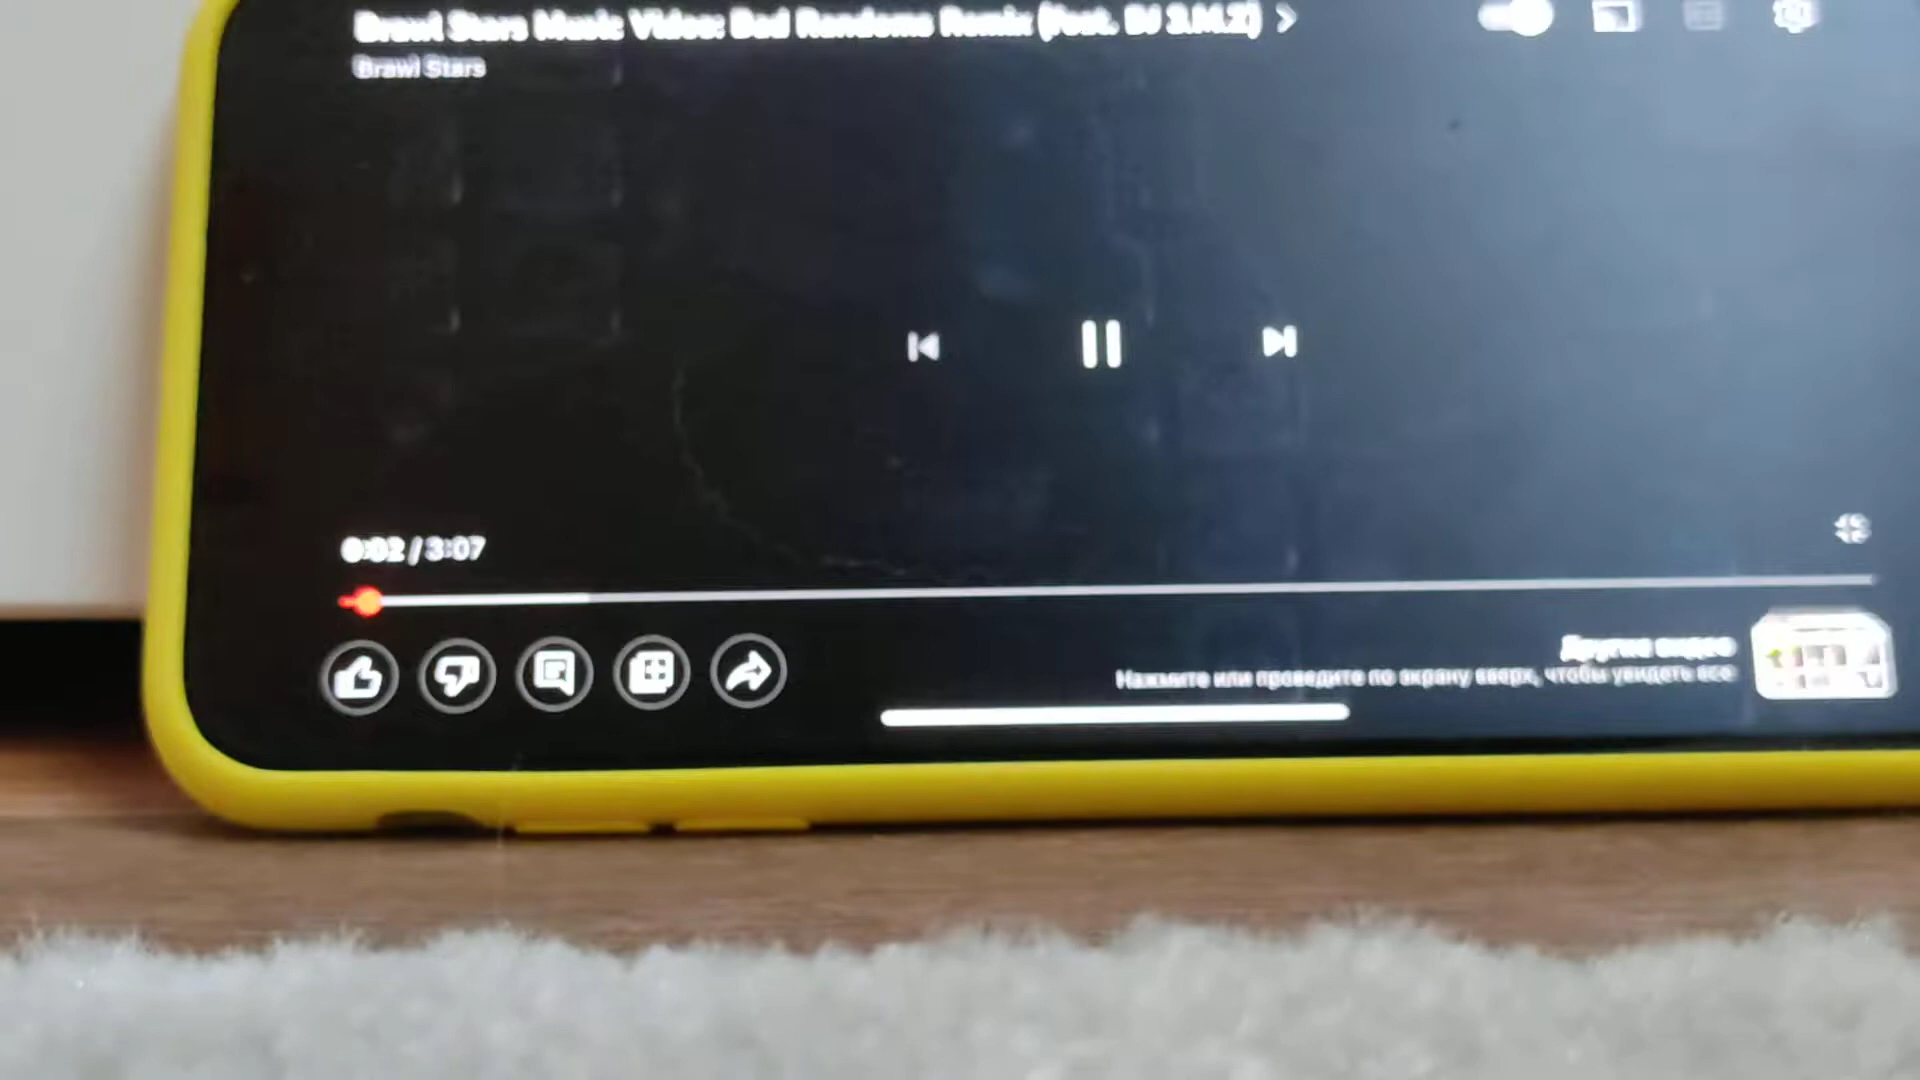 Brawl Stars Music Video: Bad Randoms Remix (feat. DJ 3.M.Z)
Brawl Stars
0:02 / 3:07
Другие видео
Нажмите или проведите по экрану вверх, чтобы увидеть все